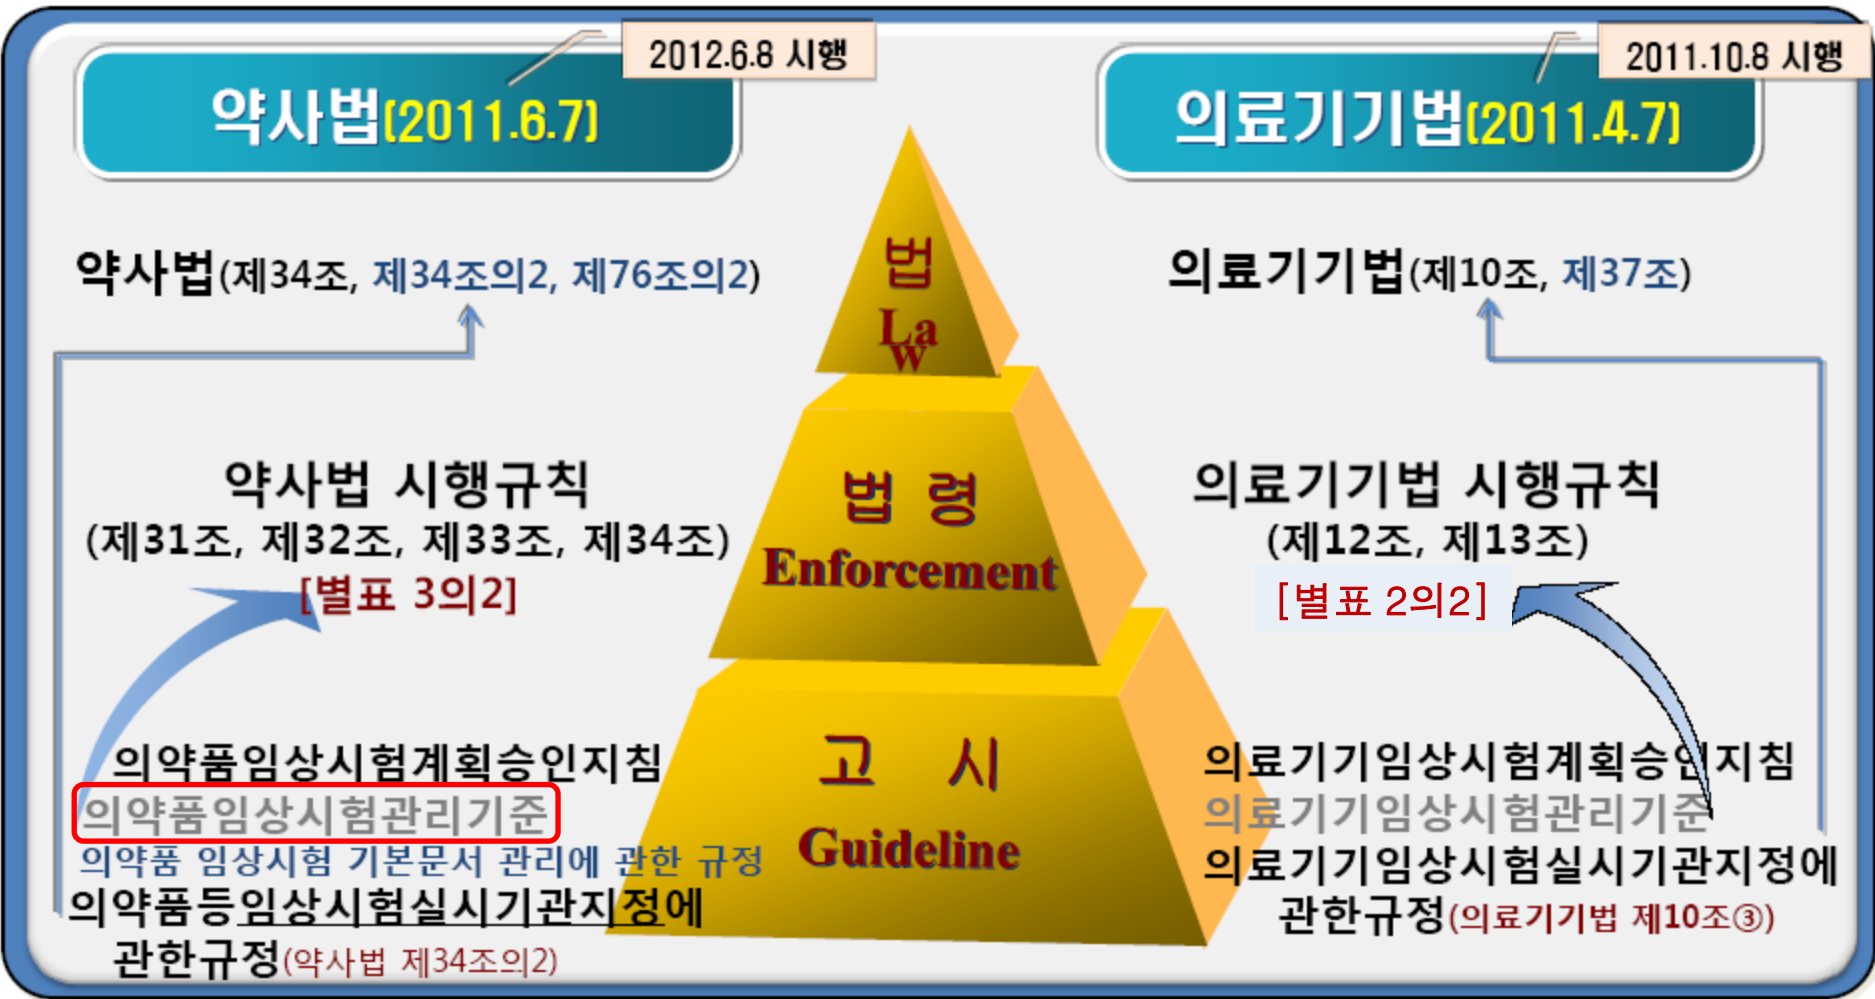 2012.6.8 시행
약사법(2011.6.7)
2011.10.8 시행
의료기기법(2011.4.7)
약사법(제34조, 제34조의2, 제76조의2)
의료기기법(제10조, 제37조)
법
La
w
약사법 시행규칙
(제31조, 제32조, 제33조, 제34조)
[별표 3의2]
법 령
Enforcement
의료기기법 시행규칙
(제12조, 제13조)
[별표 2의2]
의약품임상시험계획승인지침
의약품임상시험관리기준
의약품 임상시험 기본문서 관리에 관한 규정
의약품등임상시험실시기관지정에
관한규정(약사법 제34조의2)
고 시
Guideline
의료기기임상시험계획승인지침
의료기기임상시험관리기준
의료기기임상시험실시기관지정에
관한규정(의료기기법 제10조③)